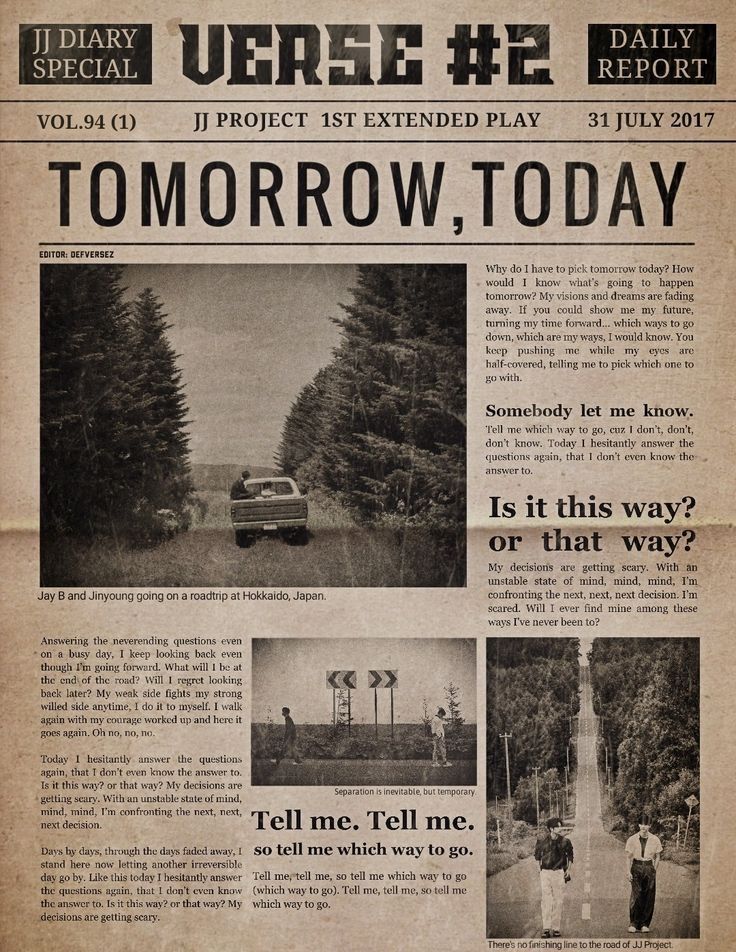 JJ DIARY
SPECIAL
VERSE #2
DAILY
REPORT
VOL.94 (1)
JJ PROJECT 1ST EXTENDED PLAY
31 JULY 2017
TOMORROW,TODAY
EDITOR: DEFVERSEZ
Why do I have to pick tomorrow today? How
would I know what's going to happen
tomorrow? My visions and dreams are fading
away. If you could show me my future,
turning my time forward... which ways to go
down, which are my ways, I would know. You
keep pushing me while my eyes are
half-covered, telling me to pick which one to
go with.
Somebody let me know.
Tell me which way to go, cuz I don't, don't,
don't know. Today I hesitantly answer the
questions again, that I don't even know the
answer to.
Is it this way?
or that way?
My decisions are getting scary. With an
unstable state of mind, mind, mind, I'm
confronting the next, next, next decision. I'm
scared. Will I ever find mine among these
ways I've never been to?
Jay B and Jinyoung going on a roadtrip at Hokkaido, Japan.
Answering the neverending questions even
on a busy day, I keep looking back even
though I'm going forward. What will I be at
the end of the road? Will I regret looking
back later? My weak side fights my strong
willed side anytime, I do it to myself. I walk
again with my courage worked up and here it
goes again. Oh no, no, no.
Today I hesitantly answer the questions
again, that I don't even know the answer to.
Is it this way? or that way? My decisions are
getting scary. With an unstable state of mind,
mind, mind, I'm confronting the next, next,
next decision.
Days by days, through the days faded away, I
stand here now letting another irreversible
day go by. Like this today I hesitantly answer
the questions again, that I don't even know
the answer to. Is it this way? or that way? My
decisions are getting scary.
Separation is inevitable, but temporary.
Tell me. Tell me.
so tell me which way to go.
Tell me, tell me, so tell me which way to go
(which way to go). Tell me, tell me, so tell me
which way to go.
There's no finishing line to the road of JJ Project.